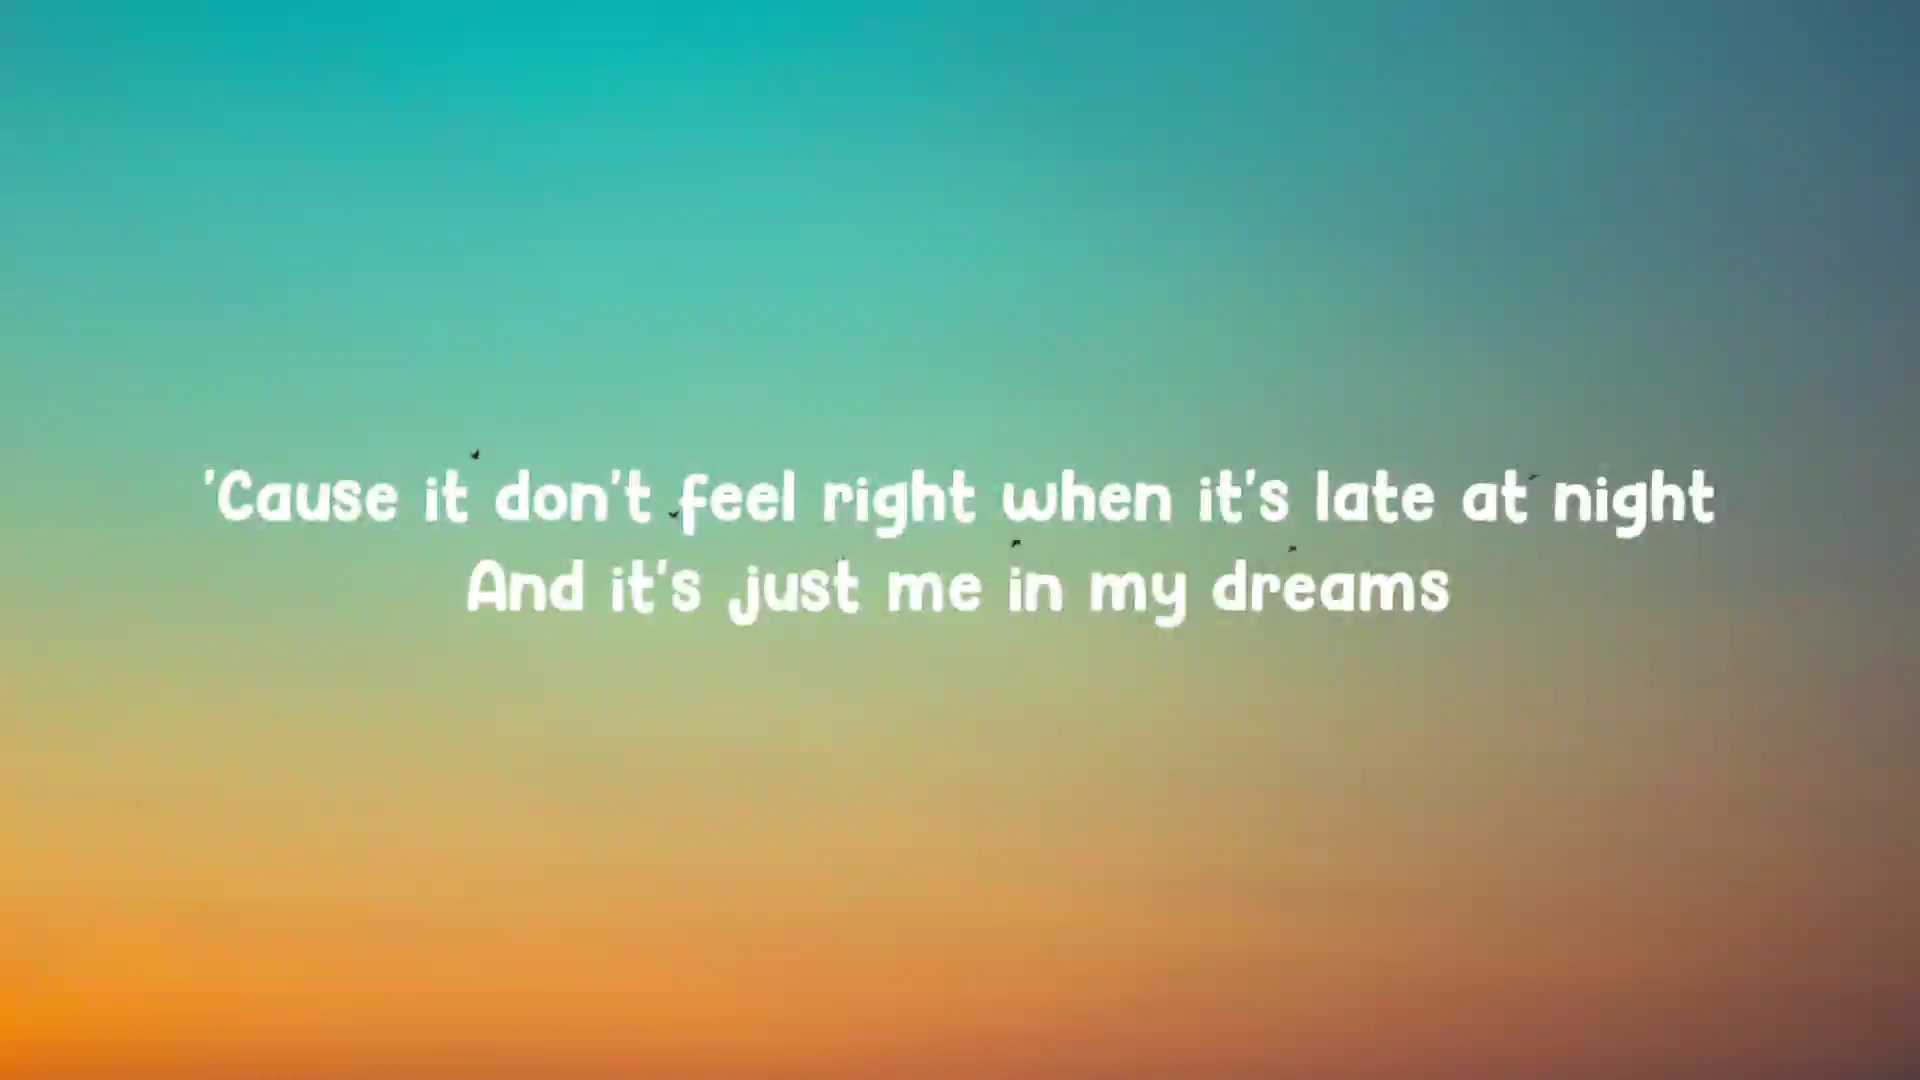 'Cause it don't feel right when it's late at night
And it's just me in my dreams